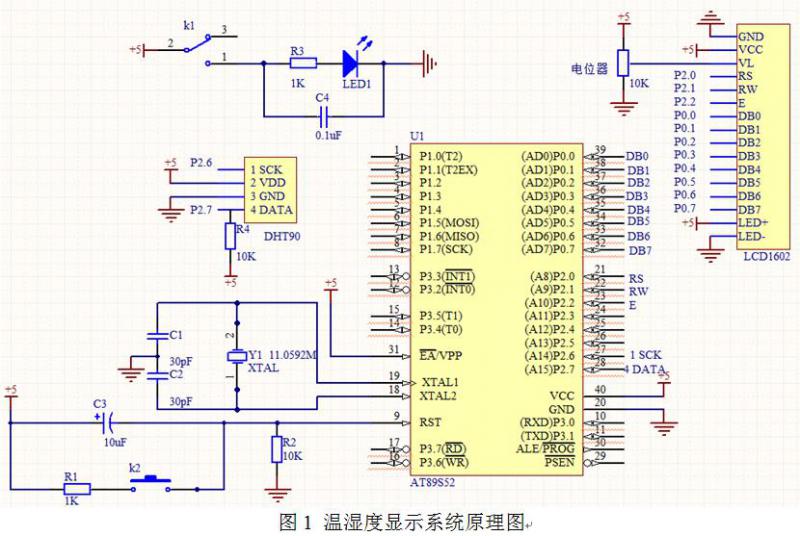 k1
+5
2
3
1
R3
1K
LED1
C4
0.1uF
+5
电位器
10K
GND
+5 VCC
VL
P2.0 RS
P2.1 RW
P2.2 E
P0.0 DB0
P0.1 DB1
P0.2 DB2
P0.3 DB3
P0.4 DB4
P0.5 DB5
P0.6 DB6
P0.7 DB7
+5 LED+
LED-
LCD1602
+5
P2.6 1 SCK
2 VDD
3 GND
P2.7 4 DATA
DHT90
R4
10K
+5
U1
1 P1.0(T2)
2 P1.1(T2EX)
3 P1.2
4 P1.3
5 P1.4
6 P1.5(MOSI)
7 P1.6(MISO)
8 P1.7(SCK)
13 P3.3(INT1)
12 P3.2(INT0)
15 P3.5(T1)
14 P3.4(T0)
31 EA/VPP
19 XTAL1
18 XTAL2
9 RST
17 P3.7(RD)
16 P3.6(WR)
(AD0)P0.0 39 DB0
(AD1)P0.1 38 DB1
(AD2)P0.2 37 DB2
(AD3)P0.3 36 DB3
(AD4)P0.4 35 DB4
(AD5)P0.5 34 DB5
(AD6)P0.6 33 DB6
(AD7)P0.7 32 DB7
(A8)P2.0 21 RS
(A9)P2.1 22 RW
(A10)P2.2 23 E
(A11)P2.3 24
(A12)P2.4 25
(A13)P2.5 26
(A14)P2.6 27 1 SCK
(A15)P2.7 28 4 DATA
VCC 40 +5
GND 20
(RXD)P3.0 10
(TXD)P3.1 11
ALE/PROG 30
PSEN 29
AT89S52
+5
C1
30pF
C2
30pF
2
Y1 11.0592M
XTAL
1
+5
C3
+
10uF
R1
1K
k2
R2
10K
图 1 温湿度显示系统原理图